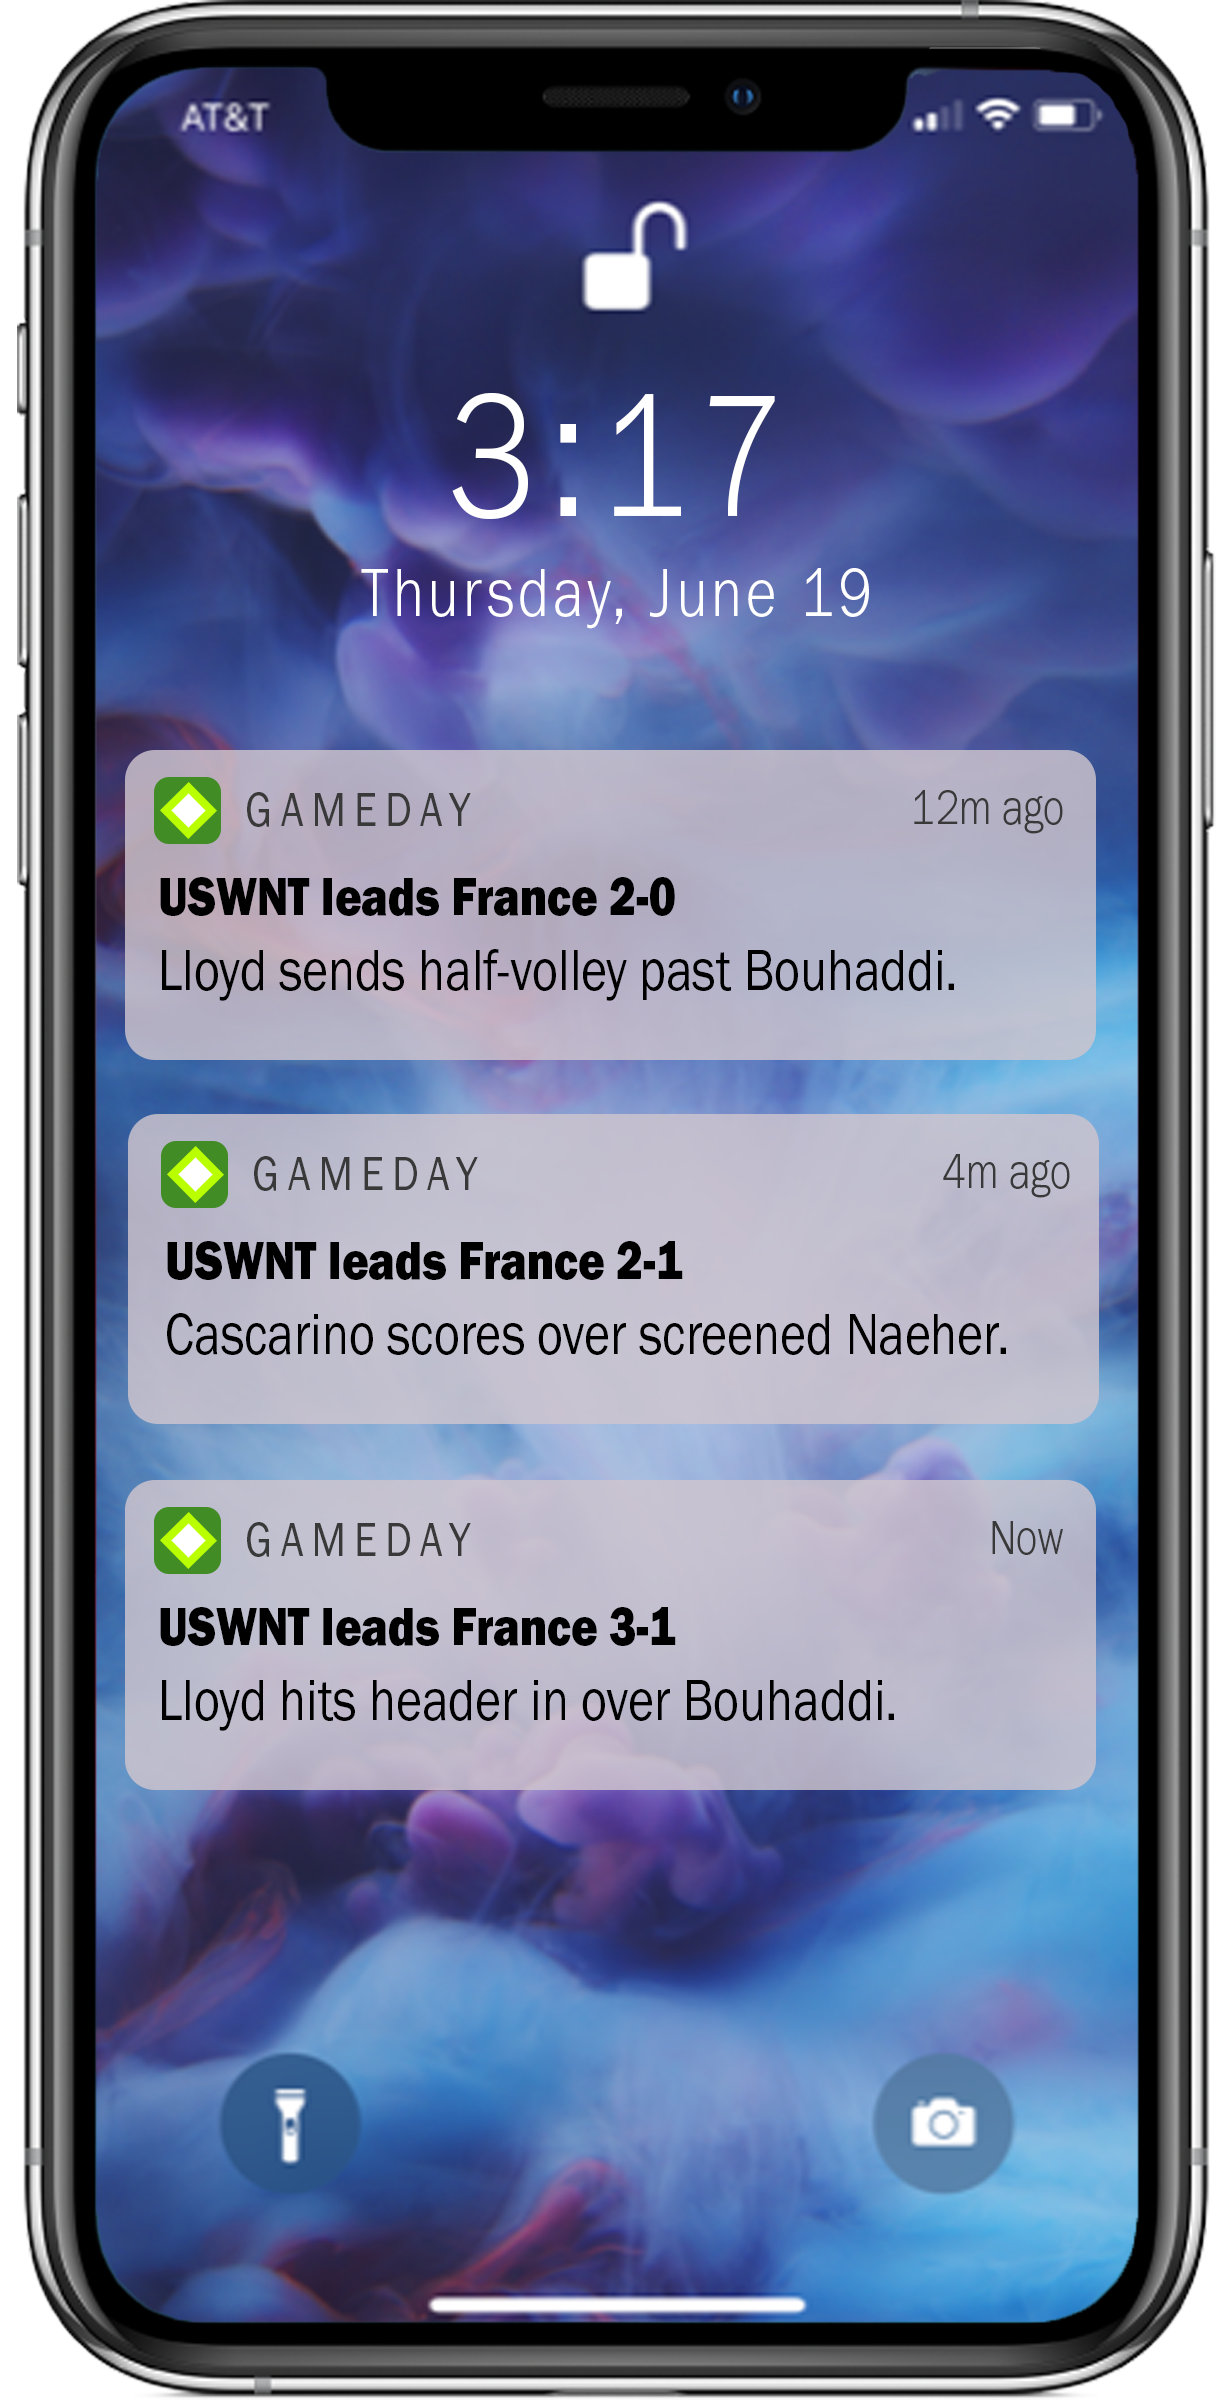 AT&T
3:17
Thursday, June 19
GAMEDAY 12m ago
USWNT leads France 2-0
Lloyd sends half-volley past Bouhaddi.
GAMEDAY 4m ago
USWNT leads France 2-1
Cascarino scores over screened Naeher.
GAMEDAY Now
USWNT leads France 3-1
Lloyd hits header in over Bouhaddi.